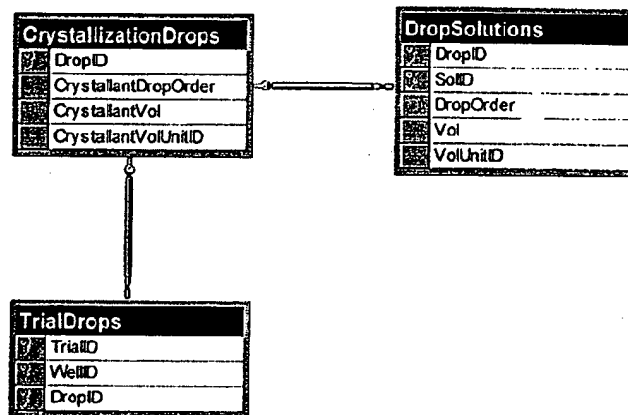 CrystallizationDrops
DropID
CrystallantDropOrder
CrystallantVol
CrystallantVolUnitID
DropSolutions
DropID
SolID
DropOrder
Vol
VolUnitID
TrialDrops
TrialID
WellID
DropID